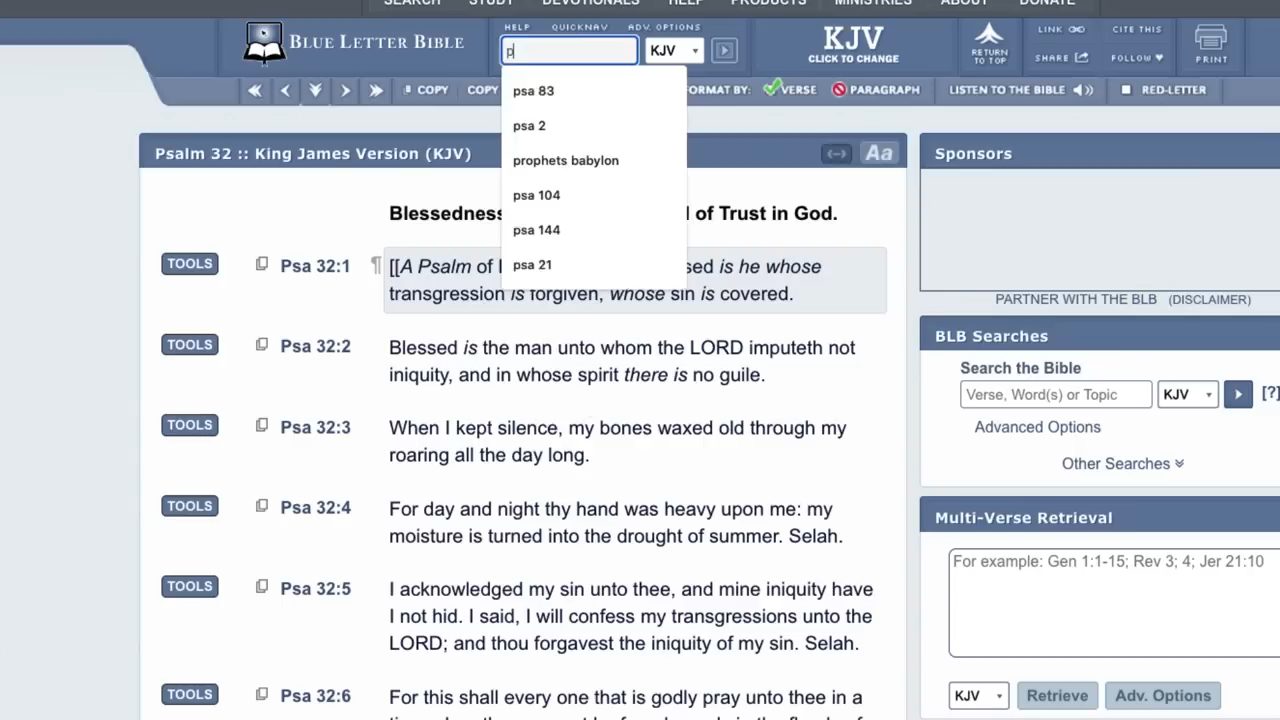 SEARCH STUDY DEVOTIONALS HELP PRODUCTS MINISTRIES ABOUT DONATE
HELP QUICKNAV ADV. OPTIONS
BLUE LETTER BIBLE
p
KJV
KJV
CLICK TO CHANGE
RETURN
TO TOP
LINK CITE THIS
SHARE FOLLOW
PRINT
COPY COPY
ORMAT BY: VERSE PARAGRAPH
LISTEN TO THE BIBLE
RED-LETTER
psa 83
psa 2
prophets babylon
psa 104
psa 144
psa 21
Psalm 32 :: King James Version (KJV)
Aa
Blessedness of Trust in God.
TOOLS Psa 32:1 ¶ [[A Psalm of ssed is he whose
transgression is forgiven, whose sin is covered.
TOOLS Psa 32:2 Blessed is the man unto whom the LORD imputeth not
iniquity, and in whose spirit there is no guile.
TOOLS Psa 32:3 When I kept silence, my bones waxed old through my
roaring all the day long.
TOOLS Psa 32:4 For day and night thy hand was heavy upon me: my
moisture is turned into the drought of summer. Selah.
TOOLS Psa 32:5 I acknowledged my sin unto thee, and mine iniquity have
I not hid. I said, I will confess my transgressions unto the
LORD; and thou forgavest the iniquity of my sin. Selah.
TOOLS Psa 32:6 For this shall every one that is godly pray unto thee in a
Sponsors
PARTNER WITH THE BLB (DISCLAIMER)
BLB Searches
Search the Bible
Verse, Word(s) or Topic KJV [?]
Advanced Options
Other Searches
Multi-Verse Retrieval
For example: Gen 1:1-15; Rev 3; 4; Jer 21:10
KJV Retrieve Adv. Options